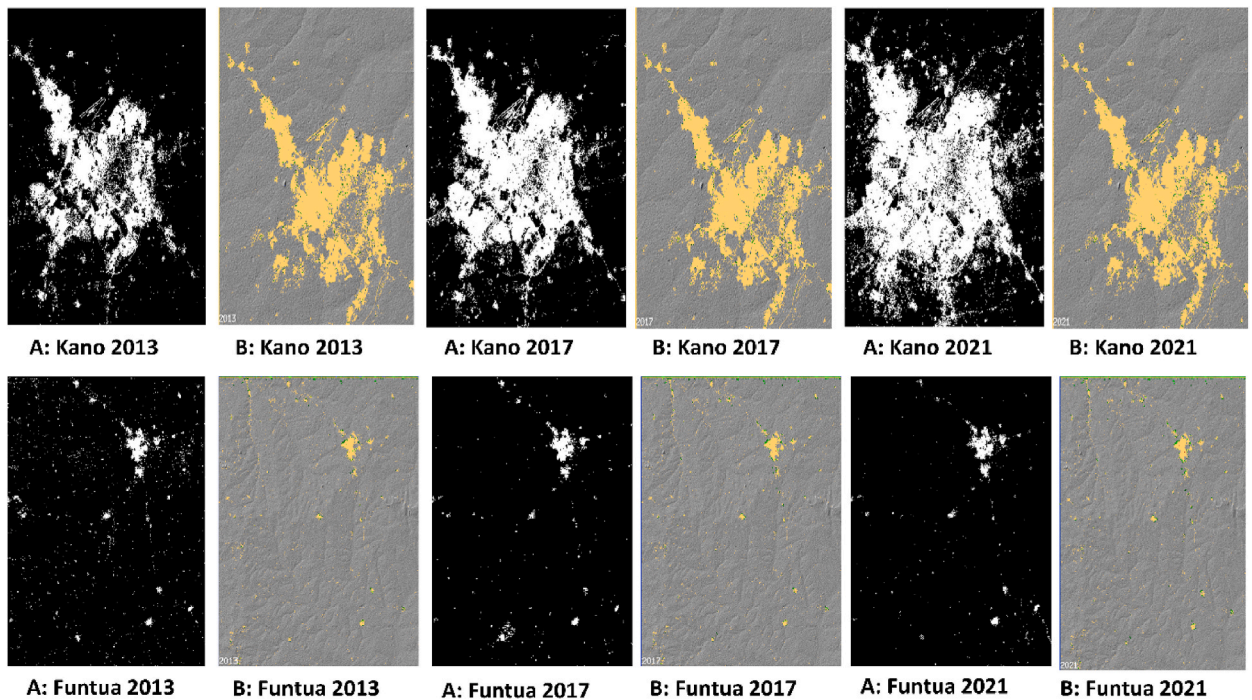 2013
2017
2021
A: Kano 2013
B: Kano 2013
A: Kano 2017
B: Kano 2017
A: Kano 2021
B: Kano 2021
2013
2017
2021
A: Funtua 2013
B: Funtua 2013
A: Funtua 2017
B: Funtua 2017
A: Funtua 2021
B: Funtua 2021